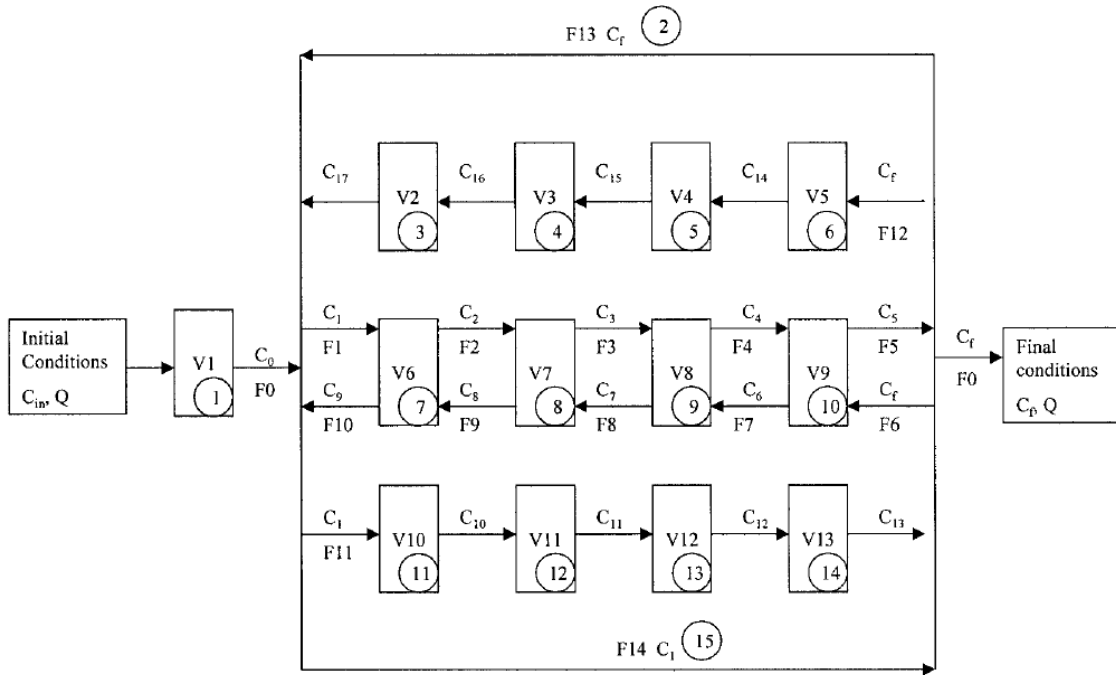 F13 C_f 2
C_17 C_16 C_15 C_14 C_f
V2 V3 V4 V5
3 4 5 6
F12
C_1 C_2 C_3 C_4 C_5
F1 F2 F3 F4 F5
Initial
Conditions
C_in, Q
V1
1
C_0
F0
V6 V7 V8 V9
C_f
F0
Final
conditions
C_f, Q
C_9 C_8 C_7 C_6 C_f
7 8 9 10
F10 F9 F8 F7 F6
C_1 C_10 C_11 C_12 C_13
F11
V10 V11 V12 V13
11 12 13 14
F14 C_1 15